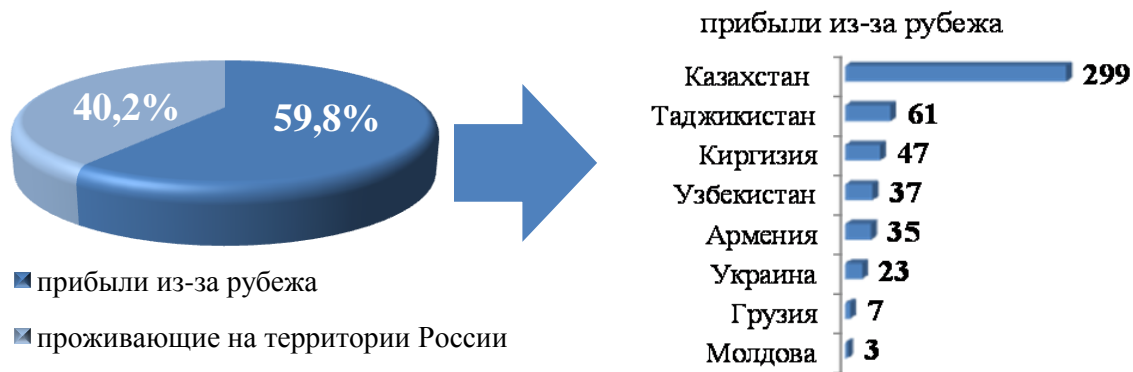 40,2%
59,8%
прибыли из-за рубежа
проживающие на территории России
прибыли из-за рубежа
Казахстан 299
Таджикистан 61
Киргизия 47
Узбекистан 37
Армения 35
Украина 23
Грузия 7
Молдова 3